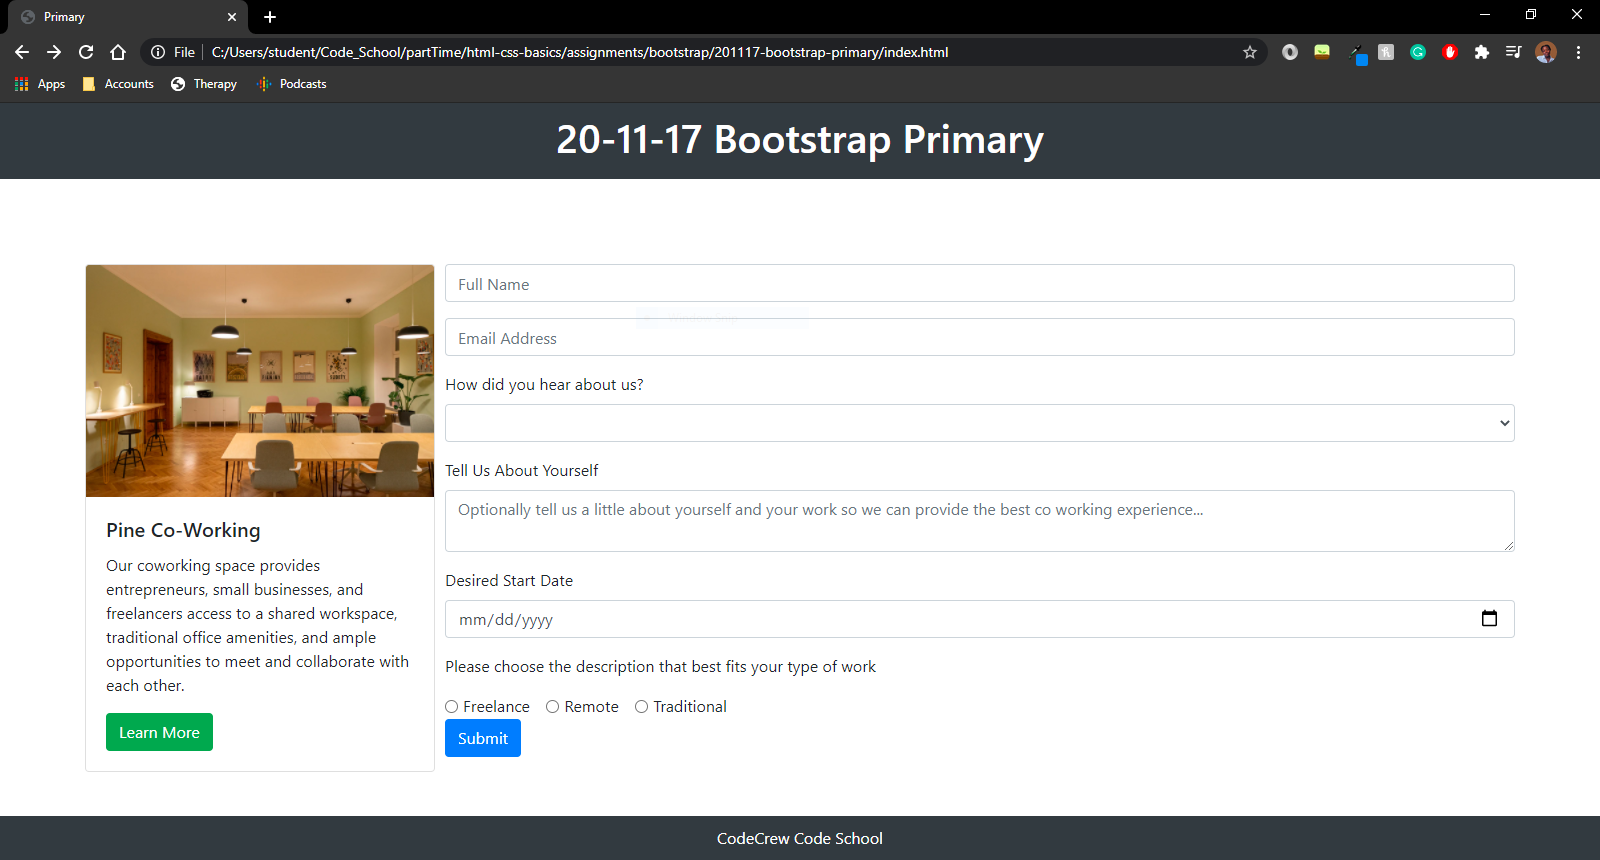 Primary
File C:/Users/student/Code_School/partTime/html-css-basics/assignments/bootstrap/201117-bootstrap-primary/index.html
Apps Accounts Therapy Podcasts
20-11-17 Bootstrap Primary
Pine Co-Working
Our coworking space provides
entrepreneurs, small businesses, and
freelancers access to a shared workspace,
traditional office amenities, and ample
opportunities to meet and collaborate with
each other.
Learn More
Full Name
Email Address
How did you hear about us?
Tell Us About Yourself
Optionally tell us a little about yourself and your work so we can provide the best co working experience...
Desired Start Date
mm/dd/yyyy
Please choose the description that best fits your type of work
Freelance Remote Traditional
Submit
CodeCrew Code School